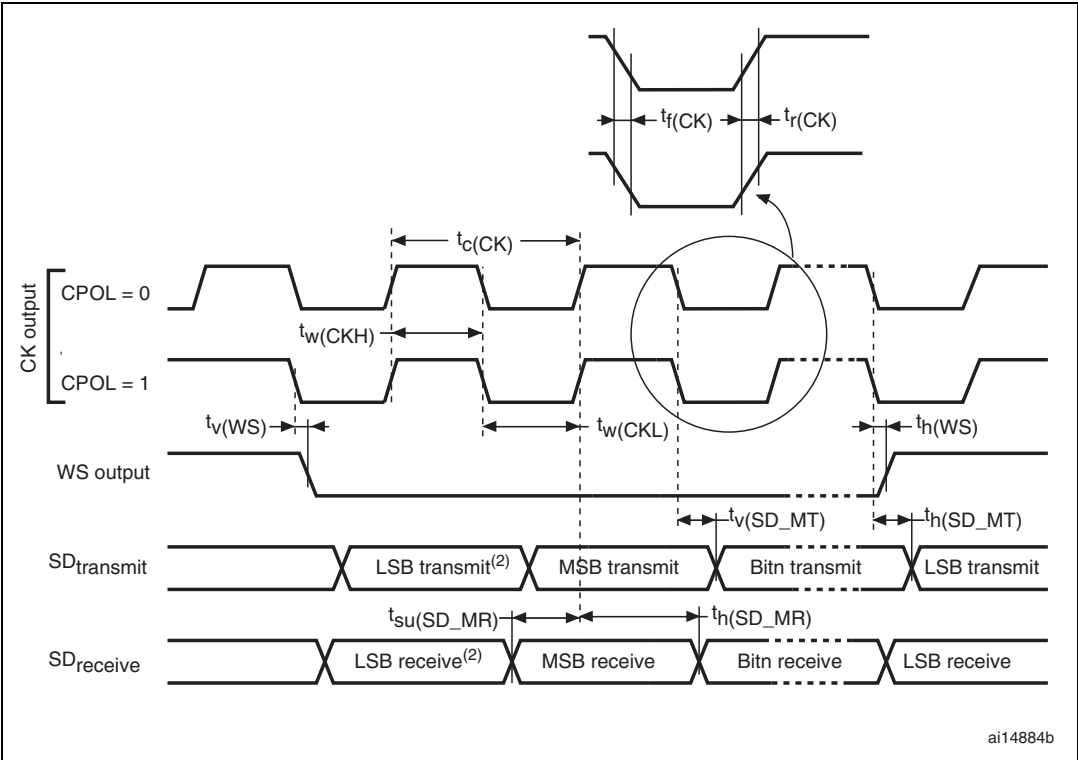 tf(CK)
tr(CK)
tc(CK)
CK output
CPOL = 0
tw(CKH)
CPOL = 1
tv(WS)
tw(CKL)
th(WS)
WS output
tv(SD_MT)
th(SD_MT)
SDtransmit
LSB transmit(2)
MSB transmit
Bitn transmit
LSB transmit
tsu(SD_MR)
th(SD_MR)
SDreceive
LSB receive(2)
MSB receive
Bitn receive
LSB receive
ai14884b